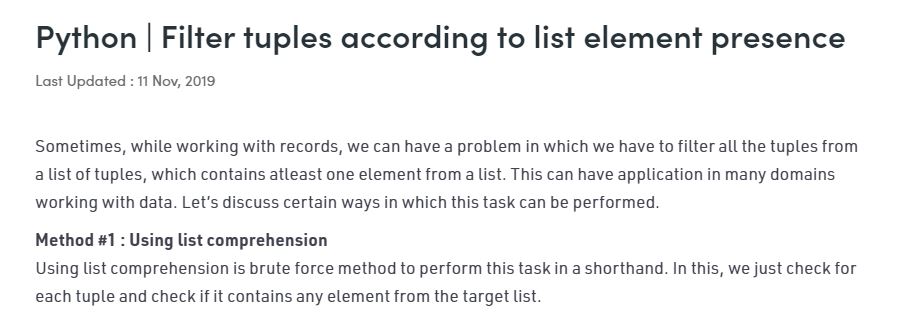 Python | Filter tuples according to list element presence
Last Updated : 11 Nov, 2019
Sometimes, while working with records, we can have a problem in which we have to filter all the tuples from
a list of tuples, which contains atleast one element from a list. This can have application in many domains
working with data. Let’s discuss certain ways in which this task can be performed.
Method #1 : Using list comprehension
Using list comprehension is brute force method to perform this task in a shorthand. In this, we just check for
each tuple and check if it contains any element from the target list.